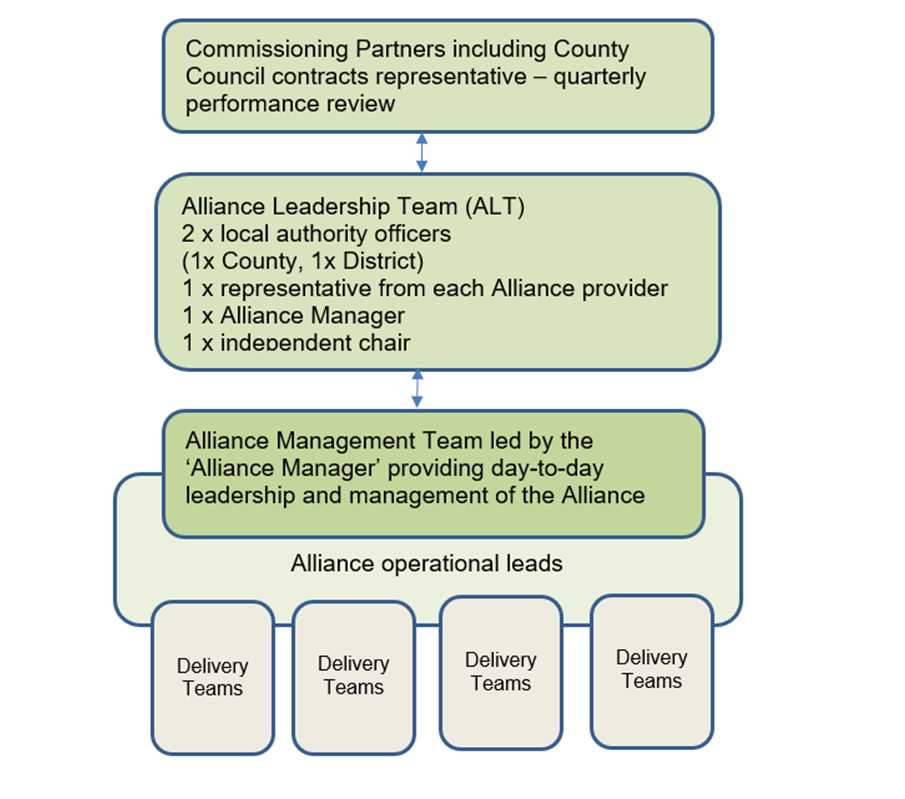 Commissioning Partners including County
Council contracts representative – quarterly
performance review
Alliance Leadership Team (ALT)
2 x local authority officers
(1x County, 1x District)
1 x representative from each Alliance provider
1 x Alliance Manager
1 x independent chair
Alliance Management Team led by the
‘Alliance Manager’ providing day-to-day
leadership and management of the Alliance
Alliance operational leads
Delivery
Teams
Delivery
Teams
Delivery
Teams
Delivery
Teams